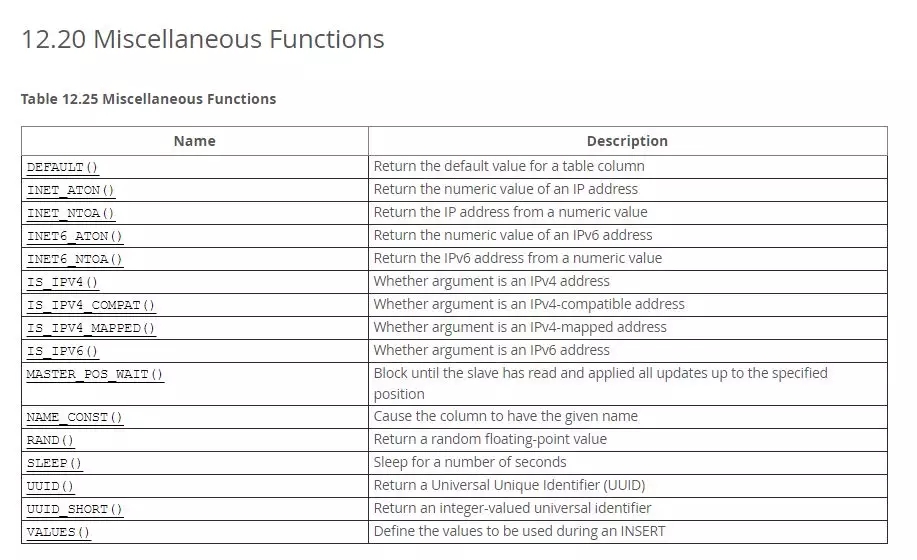 12.20 Miscellaneous Functions
Table 12.25 Miscellaneous Functions
Name Description
DEFAULT() Return the default value for a table column
INET_ATON() Return the numeric value of an IP address
INET_NTOA() Return the IP address from a numeric value
INET6_ATON() Return the numeric value of an IPv6 address
INET6_NTOA() Return the IPv6 address from a numeric value
IS_IPV4() Whether argument is an IPv4 address
IS_IPV4_COMPAT() Whether argument is an IPv4-compatible address
IS_IPV4_MAPPED() Whether argument is an IPv4-mapped address
IS_IPV6() Whether argument is an IPv6 address
MASTER_POS_WAIT() Block until the slave has read and applied all updates up to the specified
position
NAME_CONST() Cause the column to have the given name
RAND() Return a random floating-point value
SLEEP() Sleep for a number of seconds
UUID() Return a Universal Unique Identifier (UUID)
UUID_SHORT() Return an integer-valued universal identifier
VALUES() Define the values to be used during an INSERT